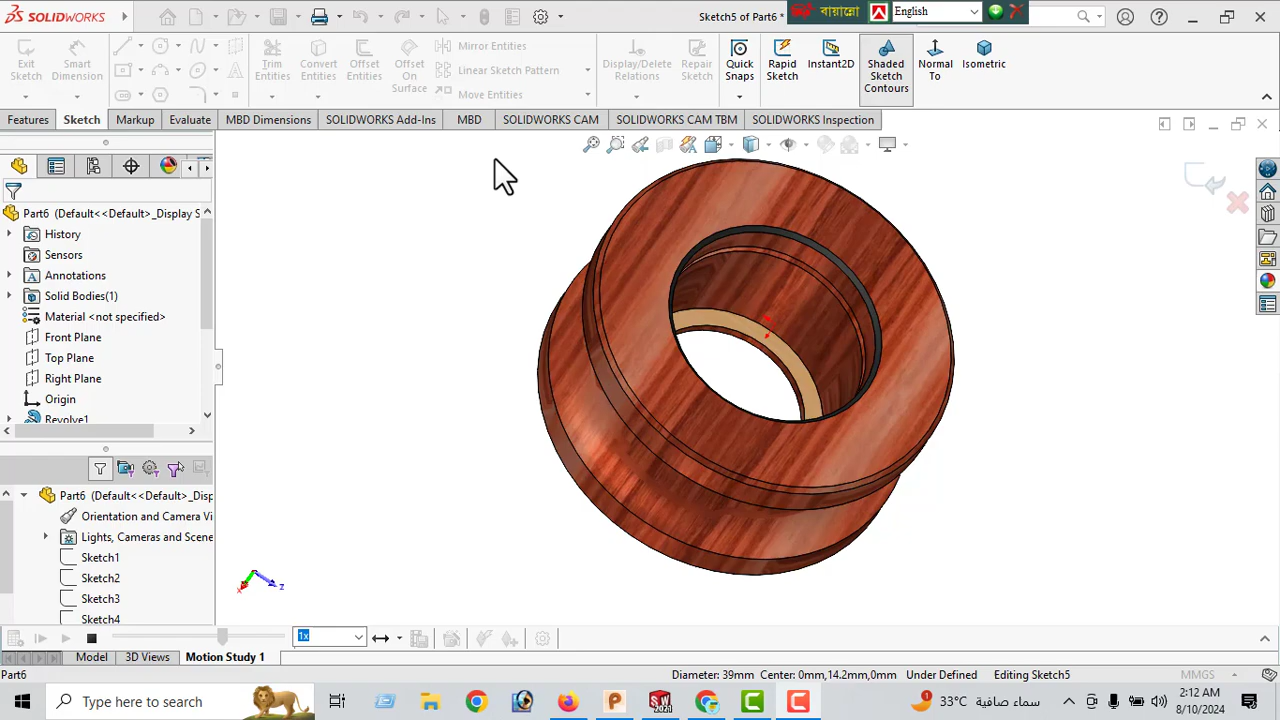 SOLIDWORKS
Sketch5 of Part6 *
বায়ান্নো
English
Exit Sketch
Smart Dimension
Trim Entities
Convert Entities
Offset Entities
Offset On Surface
Mirror Entities
Linear Sketch Pattern
Move Entities
Display/Delete Relations
Repair Sketch
Quick Snaps
Rapid Sketch
Instant2D
Shaded Sketch Contours
Normal To
Isometric
Features
Sketch
Markup
Evaluate
MBD Dimensions
SOLIDWORKS Add-Ins
MBD
SOLIDWORKS CAM
SOLIDWORKS CAM TBM
SOLIDWORKS Inspection
Part6 (Default<<Default>_Display S
History
Sensors
Annotations
Solid Bodies(1)
Material <not specified>
Front Plane
Top Plane
Right Plane
Origin
Revolve1
Part6 (Default<<Default>_Disp
Orientation and Camera Vi
Lights, Cameras and Scene
Sketch1
Sketch2
Sketch3
Sketch4
x
z
1x
Model
3D Views
Motion Study 1
Part6
Diameter: 39mm
Center: 0mm,14.2mm,0mm
Under Defined
Editing Sketch5
MMGS
Type here to search
SW
2021
P
33°C سماء صافية
2:12 AM
8/10/2024